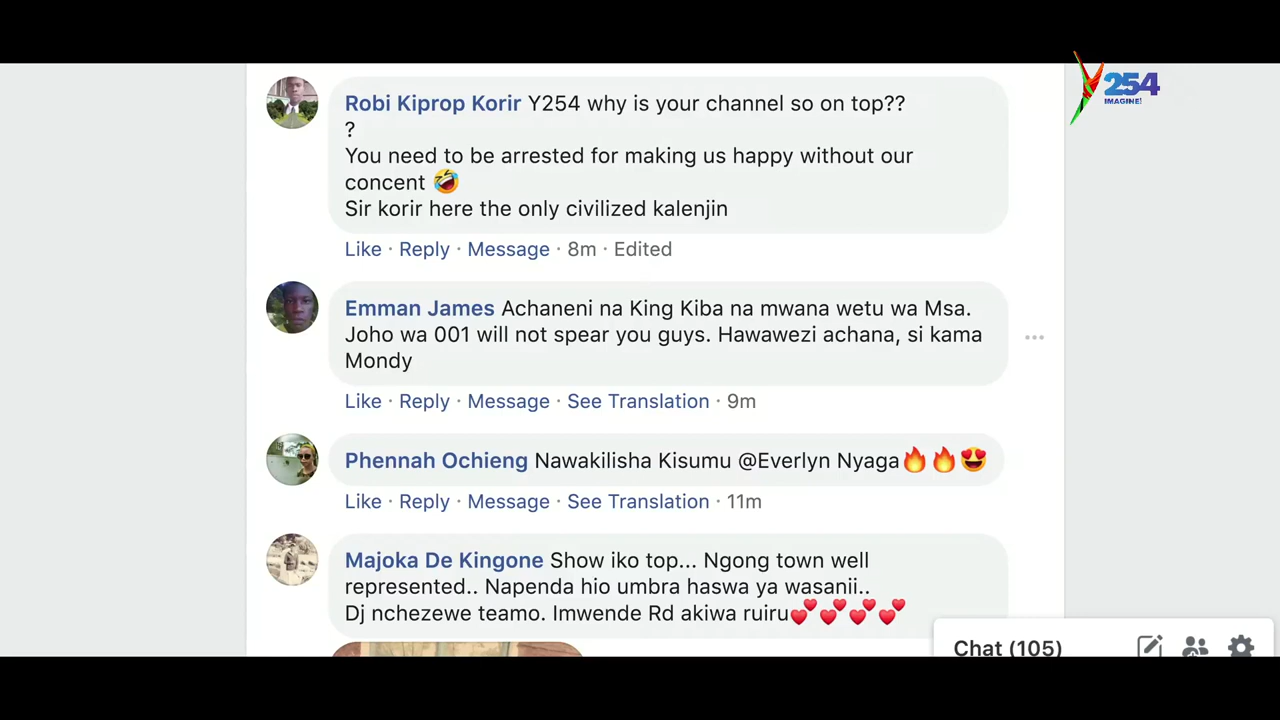 Y254
IMAGINE!
Robi Kiprop Korir Y254 why is your channel so on top??
?
You need to be arrested for making us happy without our
concent 🤣
Sir korir here the only civilized kalenjin
Like · Reply · Message · 8m · Edited
Emman James Achaneni na King Kiba na mwana wetu wa Msa.
Joho wa 001 will not spear you guys. Hawawezi achana, si kama
Mondy
Like · Reply · Message · See Translation · 9m
Phennah Ochieng Nawakilisha Kisumu @Everlyn Nyaga🔥🔥😍
Like · Reply · Message · See Translation · 11m
Majoka De Kingone Show iko top... Ngong town well
represented.. Napenda hio umbra haswa ya wasanii..
Dj nchezewe teamo. Imwende Rd akiwa ruiru💕💕💕💕
Chat (105)